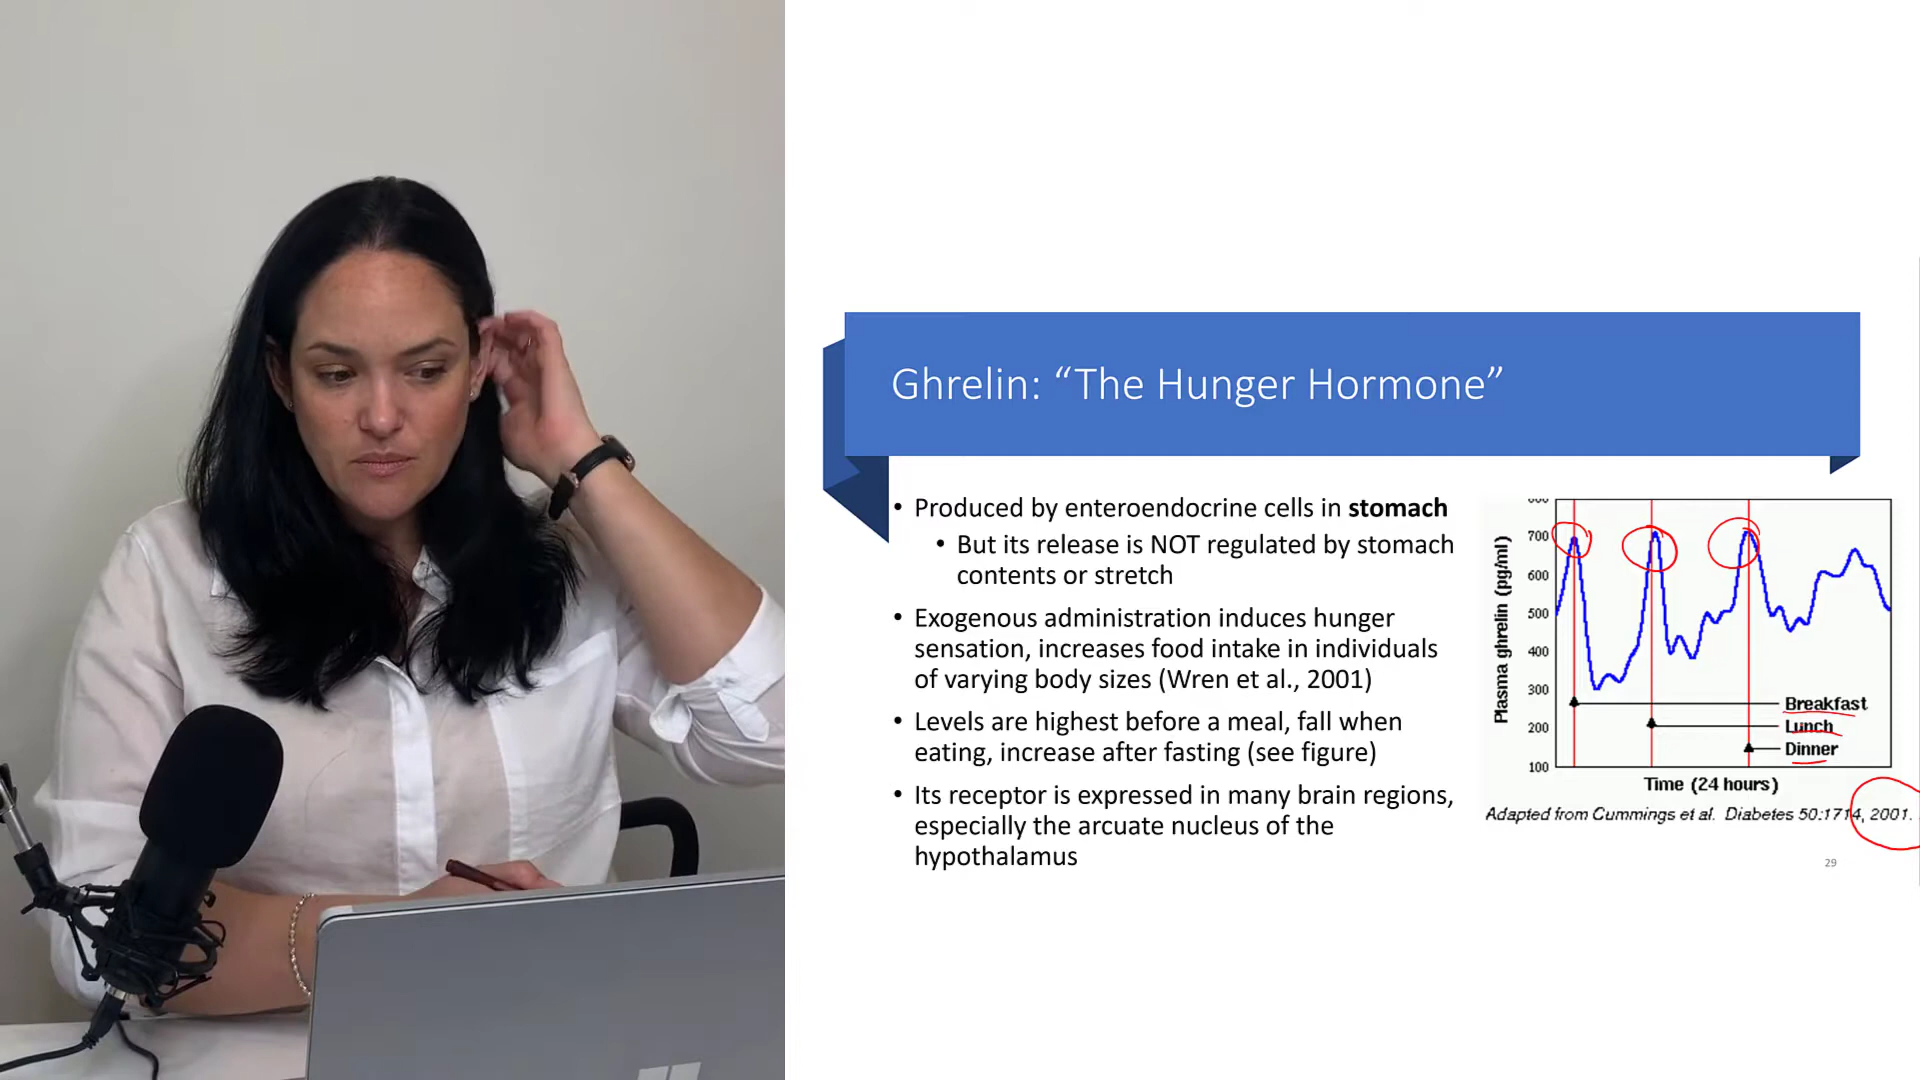 Ghrelin: “The Hunger Hormone”
• Produced by enteroendocrine cells in stomach
• But its release is NOT regulated by stomach
contents or stretch
• Exogenous administration induces hunger
sensation, increases food intake in individuals
of varying body sizes (Wren et al., 2001)
• Levels are highest before a meal, fall when
eating, increase after fasting (see figure)
• Its receptor is expressed in many brain regions,
especially the arcuate nucleus of the
hypothalamus
Plasma ghrelin (pg/ml)
800
700
600
500
400
300
200
100
Breakfast
Lunch
Dinner
Time (24 hours)
Adapted from Cummings et al. Diabetes 50:1714, 2001.
29